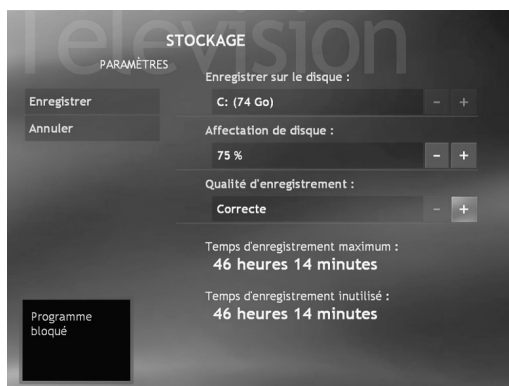 Télévision
STOCKAGE
PARAMÈTRES
Enregistrer
Annuler
Enregistrer sur le disque :
C: (74 Go) - +
Affectation de disque :
75 % - +
Qualité d'enregistrement :
Correcte - +
Temps d'enregistrement maximum :
46 heures 14 minutes
Temps d'enregistrement inutilisé :
46 heures 14 minutes
Programme
bloqué